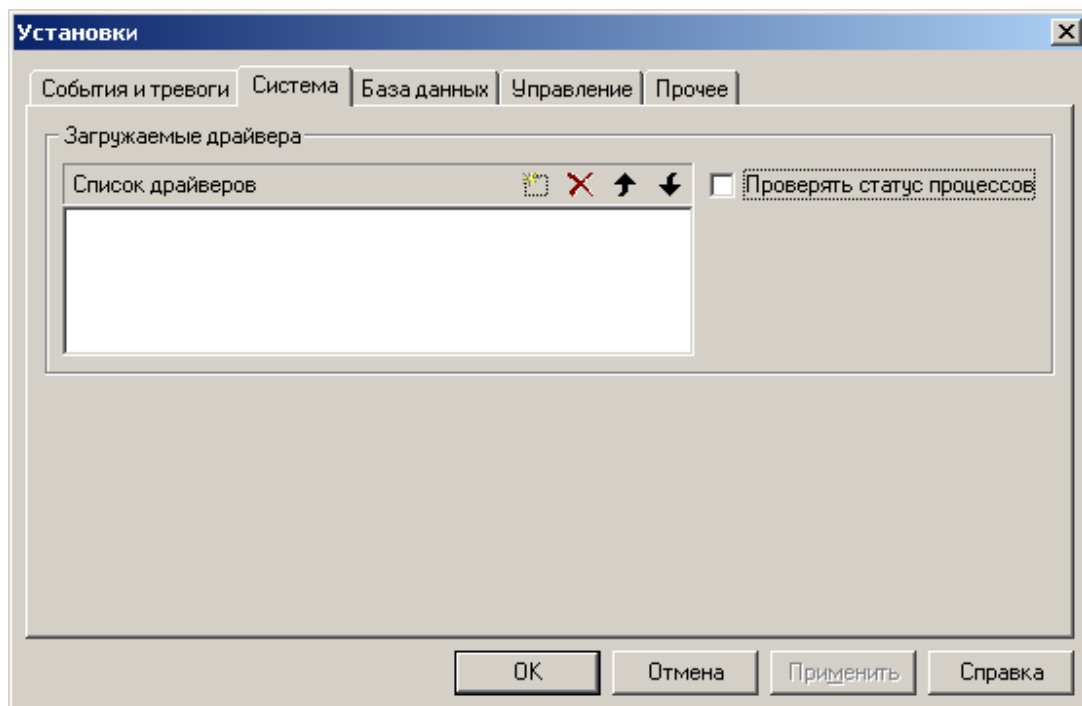 Установки
События и тревоги Система База данных Управление Прочее
Загружаемые драйвера
Список драйверов Проверять статус процессов
OK Отмена Применить Справка